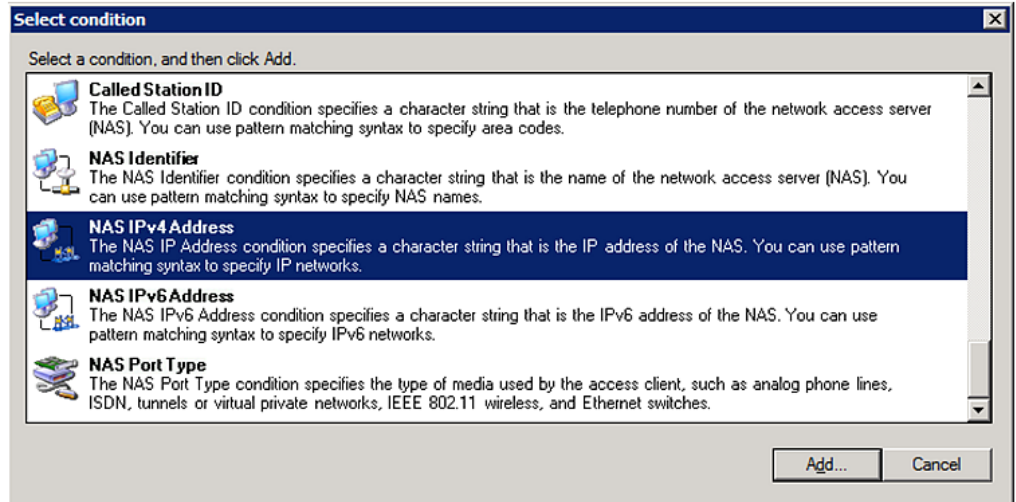 Select condition
Select a condition, and then click Add.
Called Station ID
The Called Station ID condition specifies a character string that is the telephone number of the network access server
(NAS). You can use pattern matching syntax to specify area codes.
NAS Identifier
The NAS Identifier condition specifies a character string that is the name of the network access server (NAS). You
can use pattern matching syntax to specify NAS names.
NAS IPv4 Address
The NAS IP Address condition specifies a character string that is the IP address of the NAS. You can use pattern
matching syntax to specify IP networks.
NAS IPv6 Address
The NAS IPv6 Address condition specifies a character string that is the IPv6 address of the NAS. You can use
pattern matching syntax to specify IPv6 networks.
NAS Port Type
The NAS Port Type condition specifies the type of media used by the access client, such as analog phone lines,
ISDN, tunnels or virtual private networks, IEEE 802.11 wireless, and Ethernet switches.
Add... Cancel